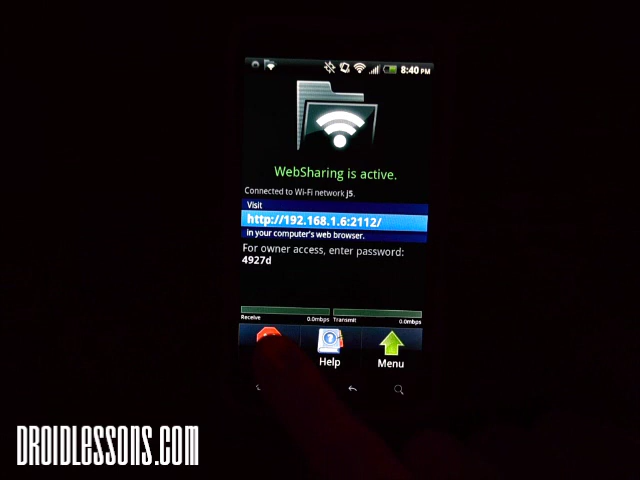 8:40 PM
WebSharing is active.
Connected to Wi-Fi network j5.
Visit
http://192.168.1.6:2112/
in your computer's web browser.
For owner access, enter password:
4927d
Receive 0.0mbps Transmit 0.0mbps
Help Menu
DROIDLESSONS.COM